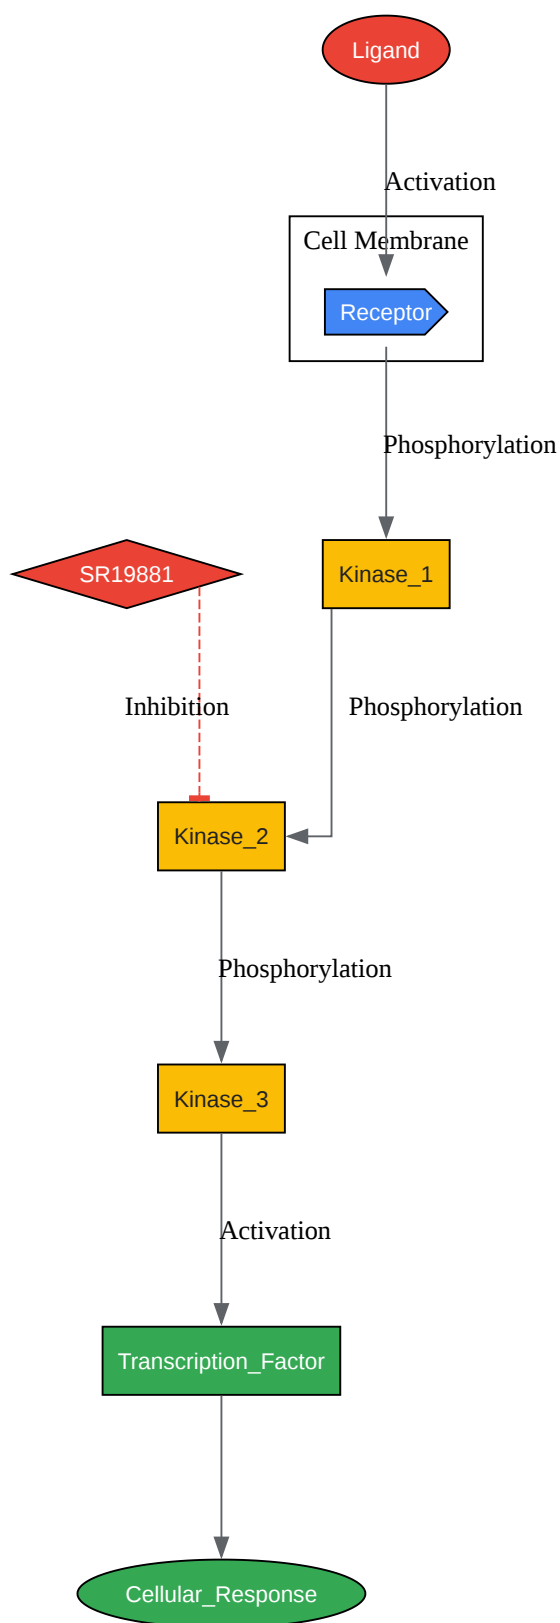 Ligand
Activation
Cell Membrane
Receptor
Phosphorylation
SR19881
Kinase_1
Inhibition
Phosphorylation
Kinase_2
Phosphorylation
Kinase_3
Activation
Transcription_Factor
Cellular_Response